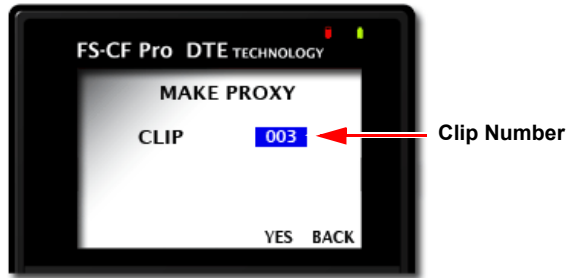 FS-CF Pro DTE TECHNOLOGY
MAKE PROXY
CLIP 003
Clip Number
YES BACK